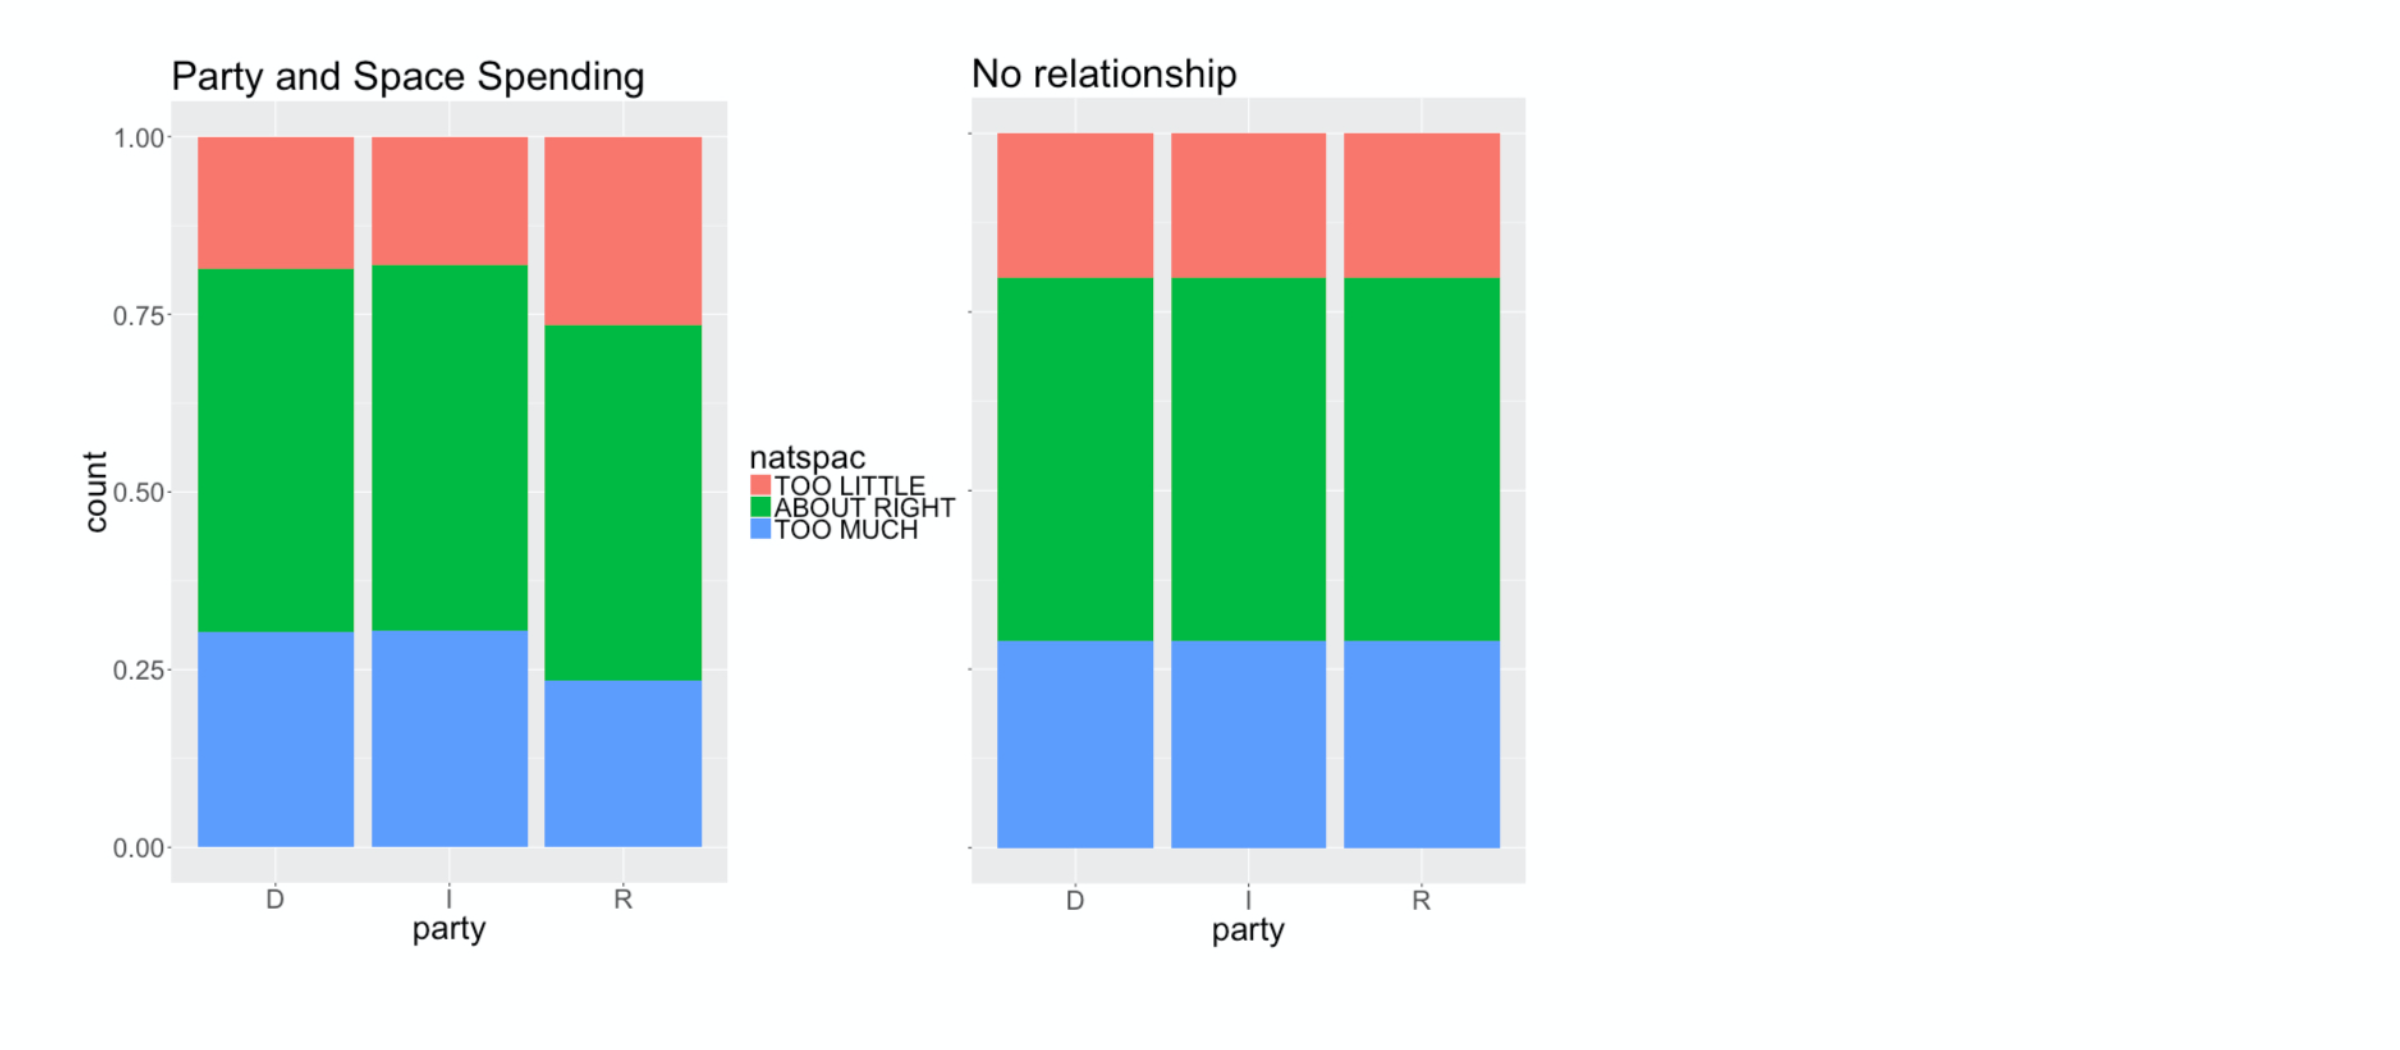 Party and Space Spending
1.00
0.75
0.50
0.25
0.00
count
D I R
party
natspac
TOO LITTLE
ABOUT RIGHT
TOO MUCH
No relationship
D I R
party